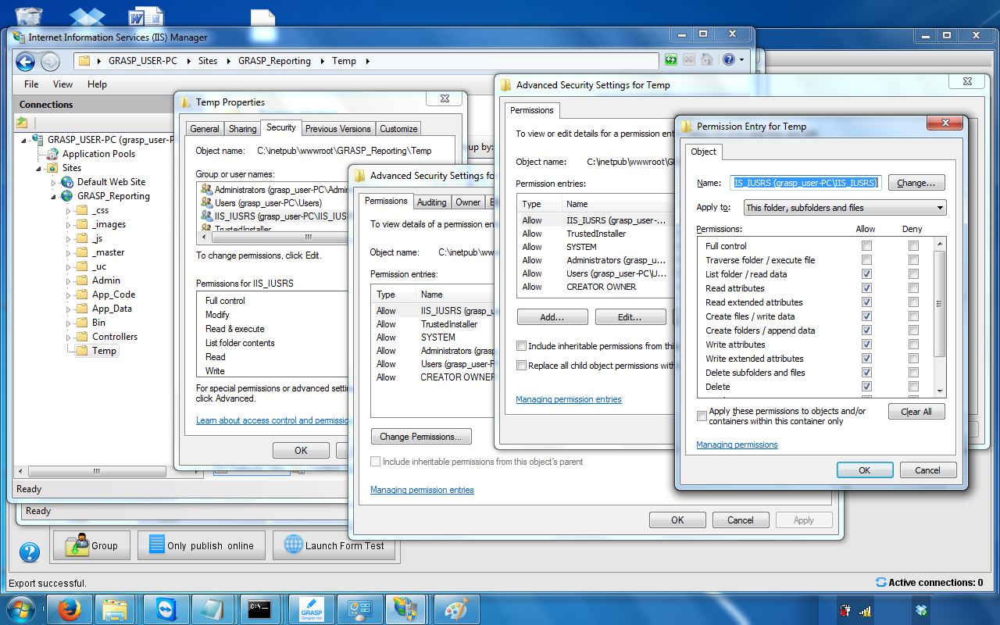 Internet Information Services (IIS) Manager
GRASP_USER-PC
Sites
GRASP_Reporting
Temp
File View Help
Connections
GRASP_USER-PC (grasp_user-P
Application Pools
Sites
Default Web Site
GRASP_Reporting
_css
_images
_js
_master
_uc
Admin
App_Code
App_Data
Bin
Controllers
Temp
Ready
Ready
up by:
Temp Properties
General Sharing Security Previous Versions Customize
Object name: C:\inetpub\wwwroot\GRASP_Reporting\Temp
Group or user names:
Administrators (grasp_user-PC\Admin
Users (grasp_user-PC\Users)
IIS_IUSRS (grasp_user-PC\IIS_IUS
TrustedInstaller
To change permissions, click Edit.
Permissions for IIS_IUSRS
Full control
Modify
Read & execute
List folder contents
Read
Write
For special permissions or advanced settin
click Advanced.
Learn about access control and permissio
OK
Advanced Security Settings fo
Permissions Auditing Owner E
To view details of a permission en
Object name: C:\inetpub\ww
Permission entries:
Type Name
Allow IIS_IUSRS (grasp_u
Allow TrustedInstaller
Allow SYSTEM
Allow Administrators (grasp
Allow Users (grasp_user-P
Allow CREATOR OWNER
Change Permissions...
Include inheritable permissions from this object's parent
Managing permission entries
OK Cancel Apply
Advanced Security Settings for Temp
Permissions
To view or edit details for a permission ent
Object name: C:\inetpub\wwwroot\G
Permission entries:
Type Name
Allow IIS_IUSRS (grasp_user-...
Allow TrustedInstaller
Allow SYSTEM
Allow Administrators (grasp_u...
Allow Users (grasp_user-PC\U...
Allow CREATOR OWNER
Add... Edit...
Include inheritable permissions from thi
Replace all child object permissions with
Managing permission entries
Permission Entry for Temp
Object
Name: IS_IUSRS (grasp_user-PC\IIS_IUSRS) Change...
Apply to: This folder, subfolders and files
Permissions: Allow Deny
Full control
Traverse folder / execute file
List folder / read data
Read attributes
Read extended attributes
Create files / write data
Create folders / append data
Write attributes
Write extended attributes
Delete subfolders and files
Delete
Apply these permissions to objects and/or
containers within this container only
Clear All
Managing permissions
OK Cancel
Group
Only publish online
Launch Form Test
Export successful.
Active connections: 0
GRASP
Designer tool
C:\